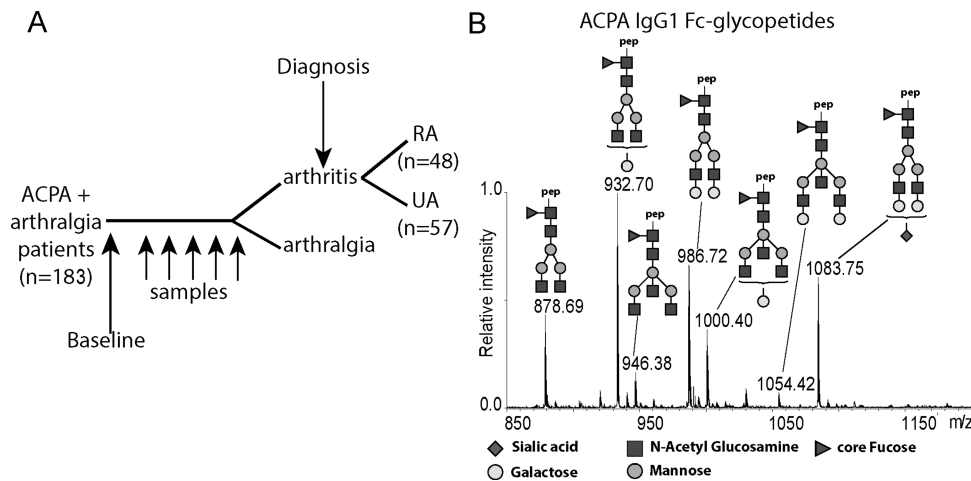 A
Diagnosis
RA
(n=48)
arthritis
UA
(n=57)
ACPA +
arthralgia
patients
(n=183)
arthralgia
samples
Baseline
B
ACPA IgG1 Fc-glycopetides
Relative intensity
1.0
0.0
pep
878.69
pep
932.70
pep
946.38
pep
986.72
pep
1000.40
pep
1054.42
pep
1083.75
850
950
1050
1150
m/z
Sialic acid
N-Acetyl Glucosamine
core Fucose
Galactose
Mannose